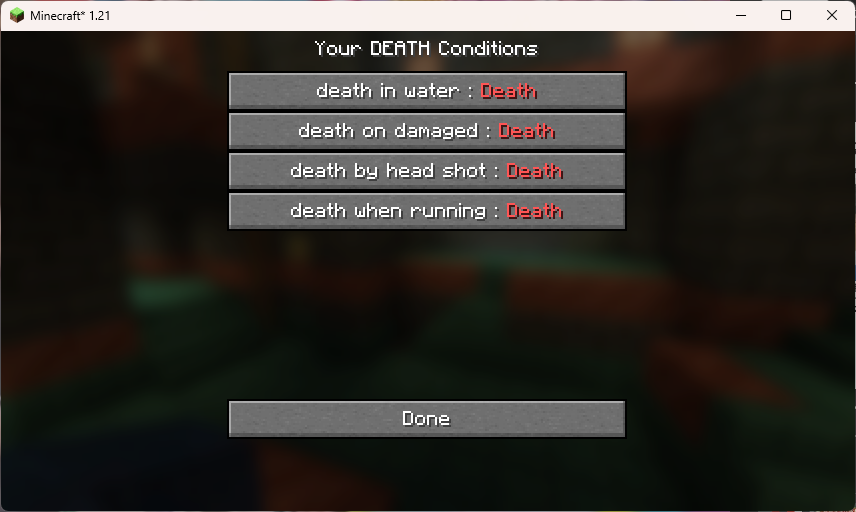 Minecraft* 1.21
Your DEATH Conditions
death in water : Death
death on damaged : Death
death by head shot : Death
death when running : Death
Done